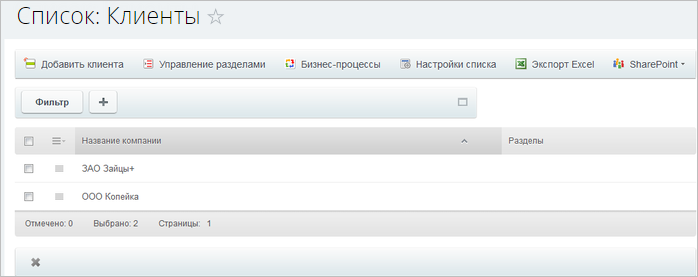 Список: Клиенты
Добавить клиента Управление разделами Бизнес-процессы Настройки списка Экспорт Excel SharePoint
Фильтр
Название компании Разделы
ЗАО Зайцы+
ООО Копейка
Отмечено: 0 Выбрано: 2 Страницы: 1